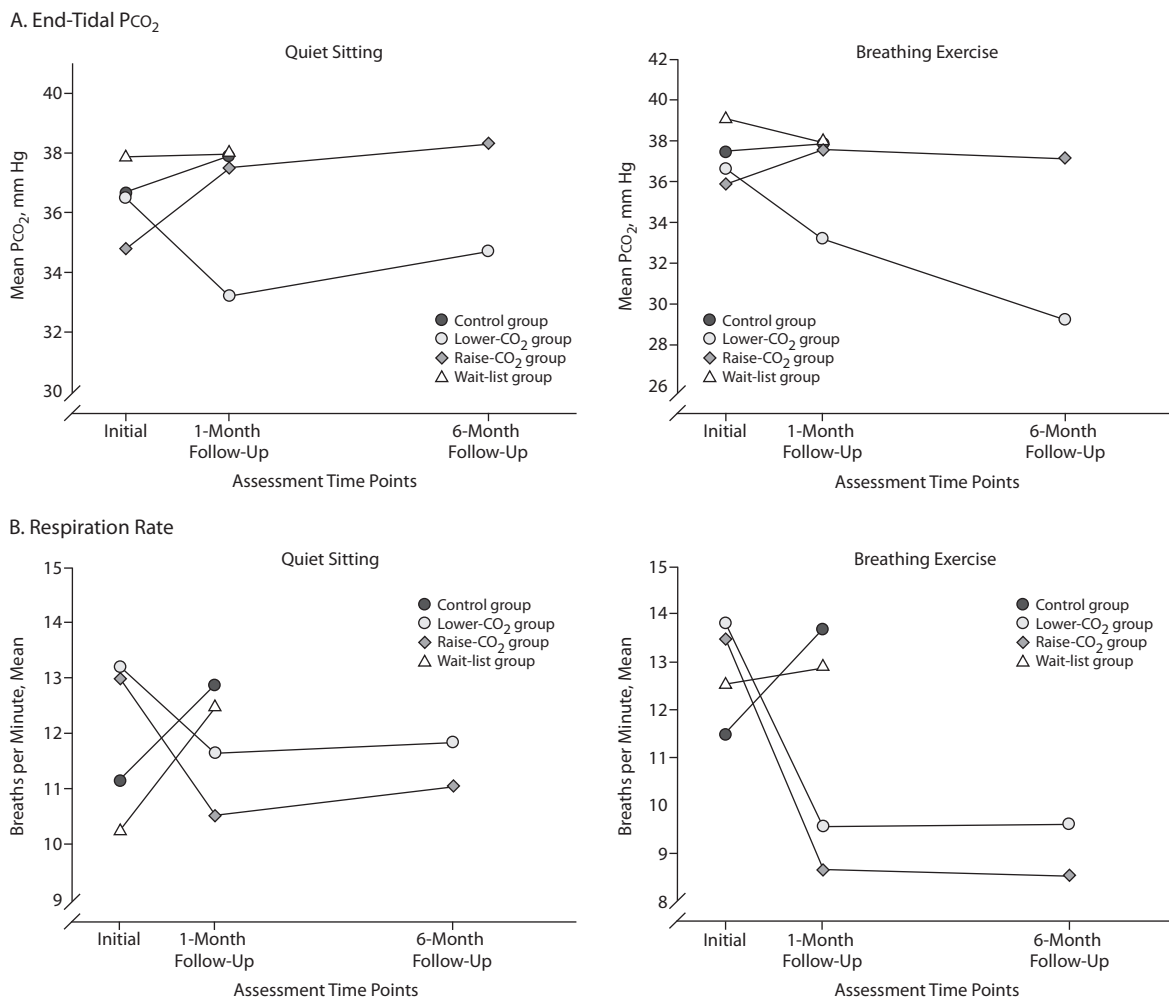 A. End-Tidal PCO2
Quiet Sitting
40
38
36
34
32
30
Mean PCO2, mm Hg
Control group
Lower-CO2 group
Raise-CO2 group
Wait-list group
Initial
1-Month
Follow-Up
6-Month
Follow-Up
Assessment Time Points
Breathing Exercise
42
40
38
36
34
32
30
28
26
Mean PCO2, mm Hg
Control group
Lower-CO2 group
Raise-CO2 group
Wait-list group
Initial
1-Month
Follow-Up
6-Month
Follow-Up
Assessment Time Points
B. Respiration Rate
Quiet Sitting
15
14
13
12
11
10
9
Breaths per Minute, Mean
Control group
Lower-CO2 group
Raise-CO2 group
Wait-list group
Initial
1-Month
Follow-Up
6-Month
Follow-Up
Assessment Time Points
Breathing Exercise
15
14
13
12
11
10
9
8
Breaths per Minute, Mean
Control group
Lower-CO2 group
Raise-CO2 group
Wait-list group
Initial
1-Month
Follow-Up
6-Month
Follow-Up
Assessment Time Points